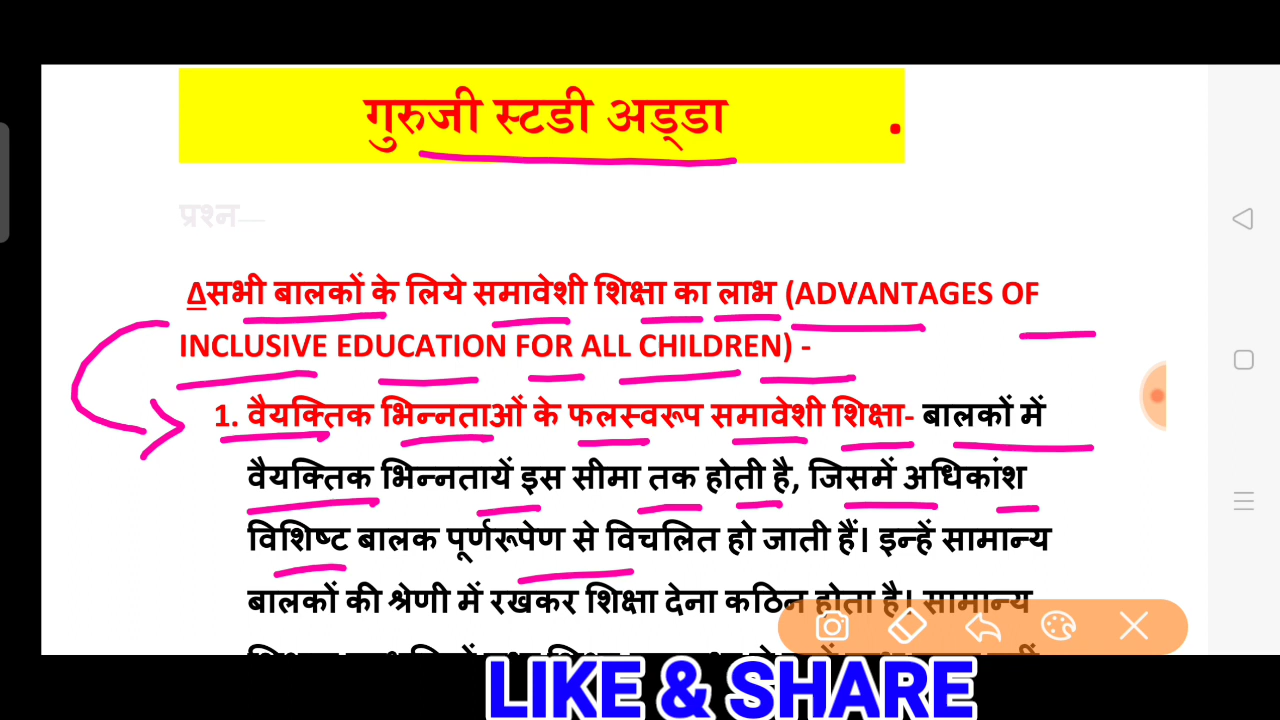 गुरुजी स्टडी अड्डा .
प्रश्न—
Δसभी बालकों के लिये समावेशी शिक्षा का लाभ (ADVANTAGES OF
INCLUSIVE EDUCATION FOR ALL CHILDREN) -
1. वैयक्तिक भिन्नताओं के फलस्वरूप समावेशी शिक्षा- बालकों में
वैयक्तिक भिन्नतायें इस सीमा तक होती है, जिसमें अधिकांश
विशिष्ट बालक पूर्णरूपेण से विचलित हो जाती हैं। इन्हें सामान्य
बालकों की श्रेणी में रखकर शिक्षा देना कठिन होता है। सामान्य
LIKE & SHARE